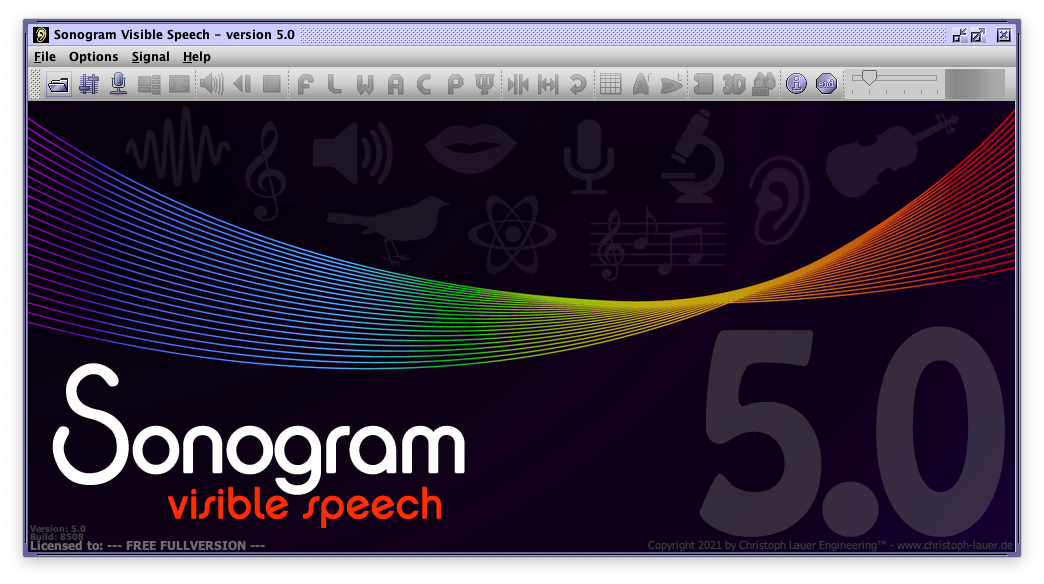 Sonogram Visible Speech - version 5.0
File Options Signal Help
F L W A C P Ψ A f t 3D i end
5.0
Sonogram
visible speech
Version: 5.0
Build: 8508
Licensed to: --- FREE FULLVERSION ---
Copyright 2021 by Christoph Lauer Engineering™ - www.christoph-lauer.de